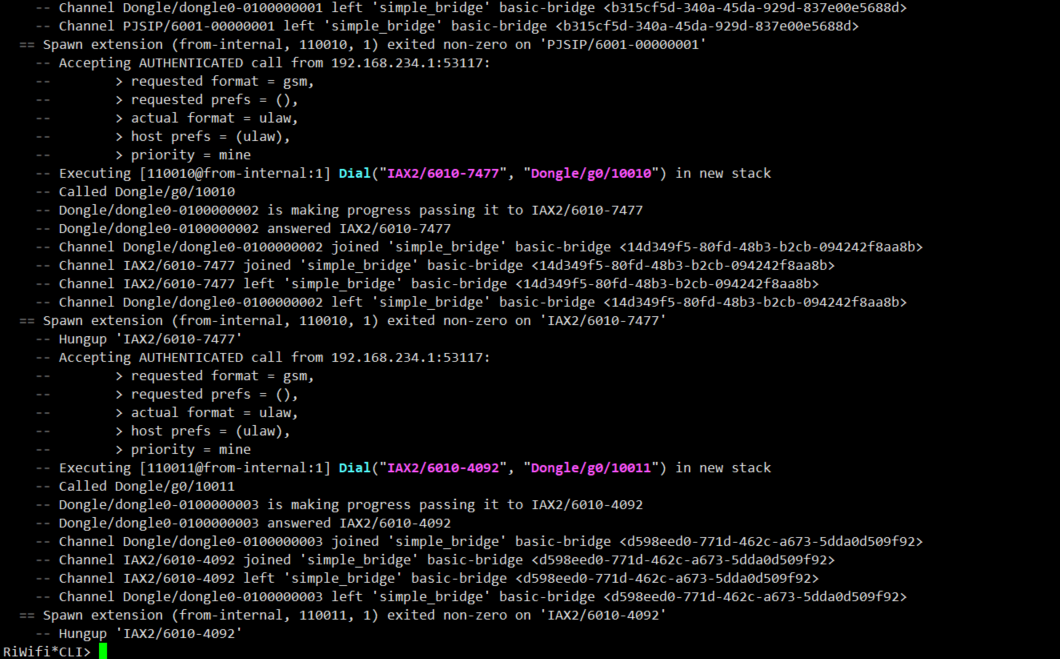 -- Channel Dongle/dongle0-0100000001 left 'simple_bridge' basic-bridge <b315cf5d-340a-45da-929d-837e00e5688d>
-- Channel PJSIP/6001-00000001 left 'simple_bridge' basic-bridge <b315cf5d-340a-45da-929d-837e00e5688d>
== Spawn extension (from-internal, 110010, 1) exited non-zero on 'PJSIP/6001-00000001'
-- Accepting AUTHENTICATED call from 192.168.234.1:53117:
-- > requested format = gsm,
-- > requested prefs = (),
-- > actual format = ulaw,
-- > host prefs = (ulaw),
-- > priority = mine
-- Executing [110010@from-internal:1] Dial("IAX2/6010-7477", "Dongle/g0/10010") in new stack
-- Called Dongle/g0/10010
-- Dongle/dongle0-0100000002 is making progress passing it to IAX2/6010-7477
-- Dongle/dongle0-0100000002 answered IAX2/6010-7477
-- Channel Dongle/dongle0-0100000002 joined 'simple_bridge' basic-bridge <14d349f5-80fd-48b3-b2cb-094242f8aa8b>
-- Channel IAX2/6010-7477 joined 'simple_bridge' basic-bridge <14d349f5-80fd-48b3-b2cb-094242f8aa8b>
-- Channel IAX2/6010-7477 left 'simple_bridge' basic-bridge <14d349f5-80fd-48b3-b2cb-094242f8aa8b>
-- Channel Dongle/dongle0-0100000002 left 'simple_bridge' basic-bridge <14d349f5-80fd-48b3-b2cb-094242f8aa8b>
== Spawn extension (from-internal, 110010, 1) exited non-zero on 'IAX2/6010-7477'
-- Hungup 'IAX2/6010-7477'
-- Accepting AUTHENTICATED call from 192.168.234.1:53117:
-- > requested format = gsm,
-- > requested prefs = (),
-- > actual format = ulaw,
-- > host prefs = (ulaw),
-- > priority = mine
-- Executing [110011@from-internal:1] Dial("IAX2/6010-4092", "Dongle/g0/10011") in new stack
-- Called Dongle/g0/10011
-- Dongle/dongle0-0100000003 is making progress passing it to IAX2/6010-4092
-- Dongle/dongle0-0100000003 answered IAX2/6010-4092
-- Channel Dongle/dongle0-0100000003 joined 'simple_bridge' basic-bridge <d598eed0-771d-462c-a673-5dda0d509f92>
-- Channel IAX2/6010-4092 joined 'simple_bridge' basic-bridge <d598eed0-771d-462c-a673-5dda0d509f92>
-- Channel IAX2/6010-4092 left 'simple_bridge' basic-bridge <d598eed0-771d-462c-a673-5dda0d509f92>
-- Channel Dongle/dongle0-0100000003 left 'simple_bridge' basic-bridge <d598eed0-771d-462c-a673-5dda0d509f92>
== Spawn extension (from-internal, 110011, 1) exited non-zero on 'IAX2/6010-4092'
-- Hungup 'IAX2/6010-4092'
RiWifi*CLI>